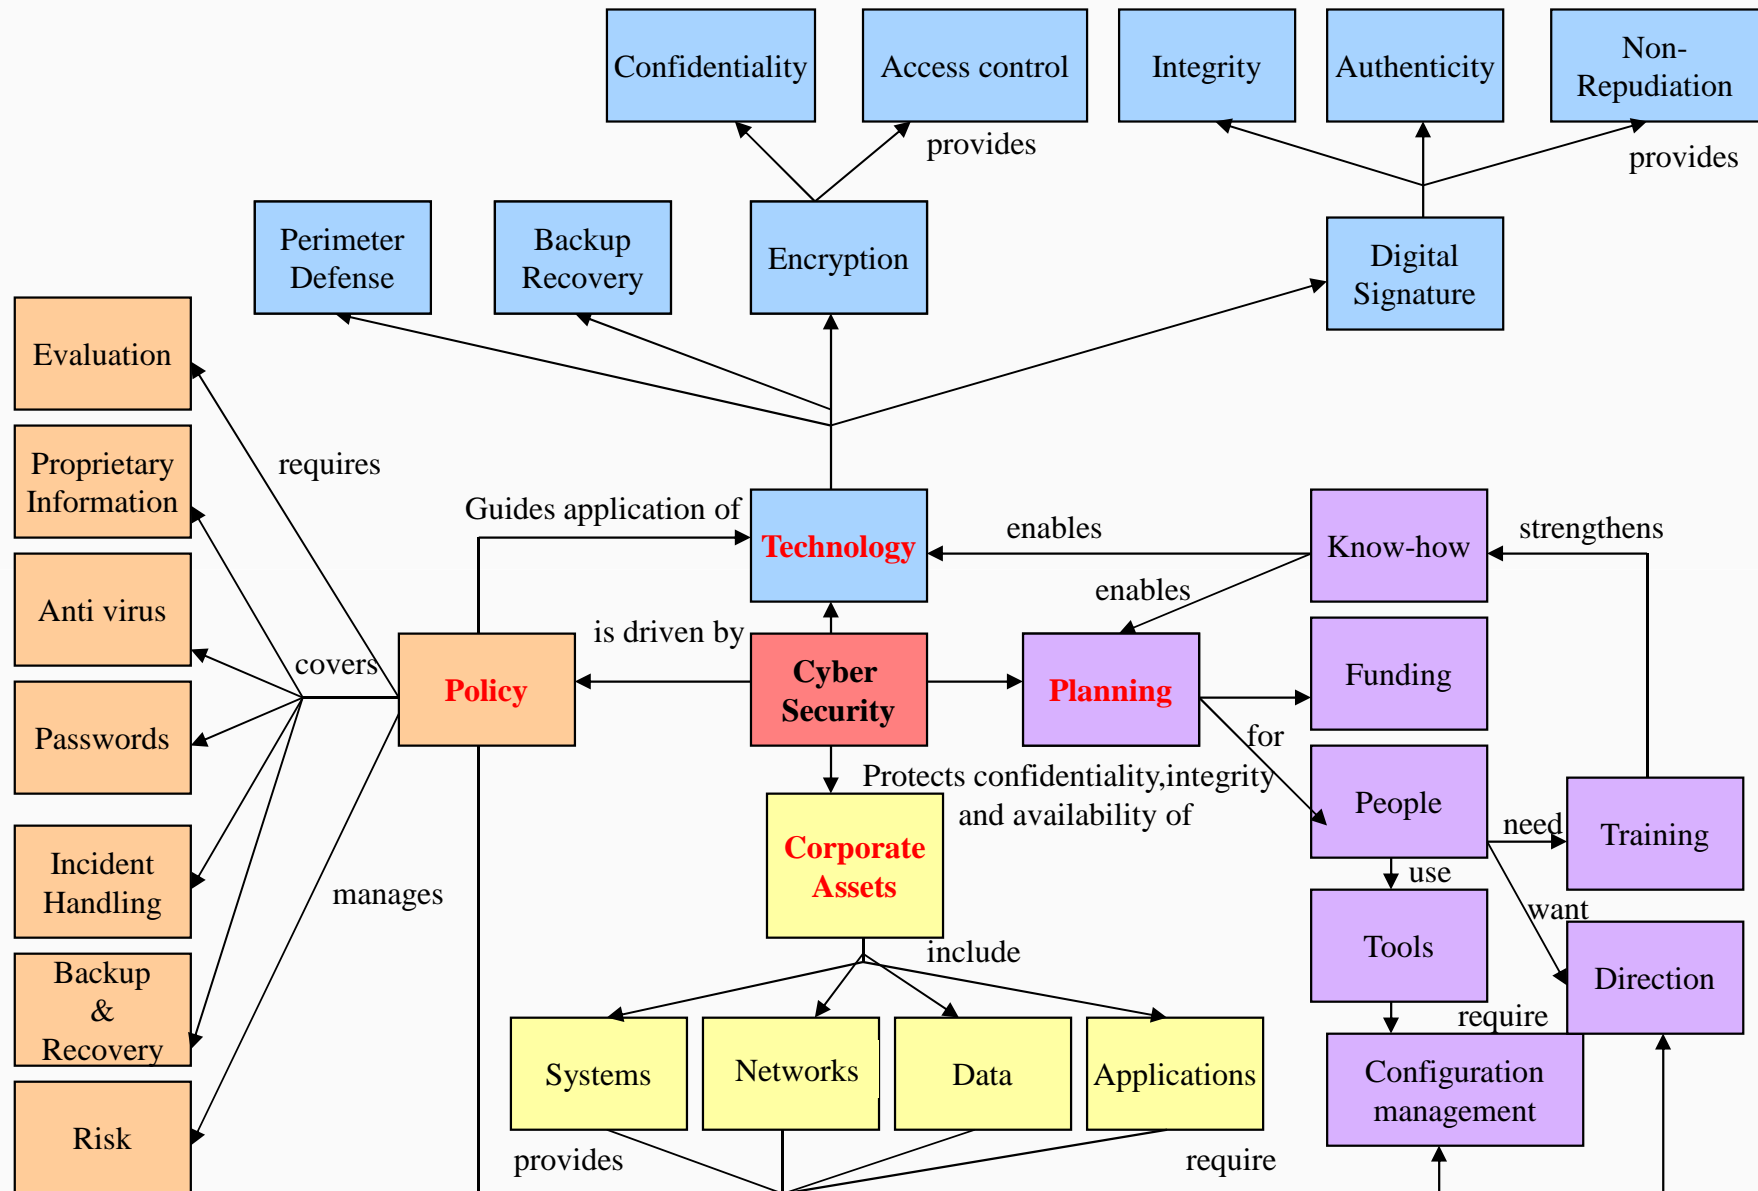 Confidentiality
Access control
Integrity
Authenticity
Non-
Repudiation
provides
provides
Perimeter
Defense
Backup
Recovery
Encryption
Digital
Signature
Evaluation
Proprietary
Information
requires
Guides application of
Technology
enables
Know-how
strengthens
Anti virus
enables
is driven by
covers
Policy
Cyber
Security
Planning
Funding
Passwords
for
Protects confidentiality,integrity
and availability of
People
need
Training
Corporate
Assets
use
Incident
Handling
manages
want
include
Tools
Direction
Backup
&
Recovery
require
Systems
Networks
Data
Applications
Configuration
management
Risk
provides
require